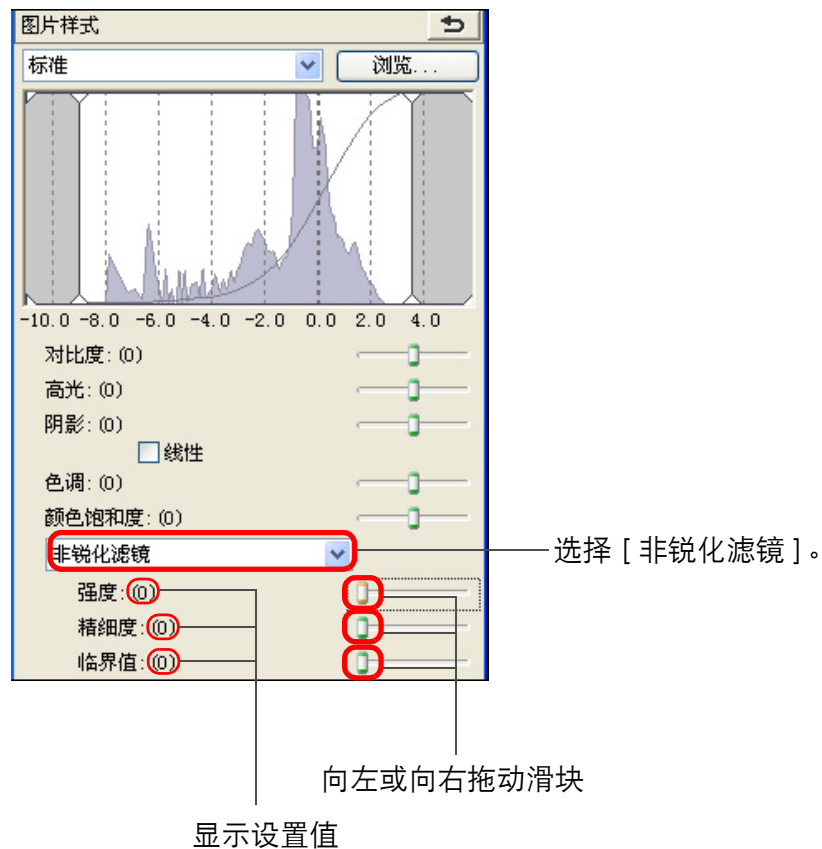 图片样式
标准 浏览...
-10.0 -8.0 -6.0 -4.0 -2.0 0.0 2.0 4.0
对比度: (0)
高光: (0)
阴影: (0)
线性
色调: (0)
颜色饱和度: (0)
非锐化滤镜
选择 [ 非锐化滤镜 ] 。
强度: (0)
精细度: (0)
临界值: (0)
向左或向右拖动滑块
显示设置值